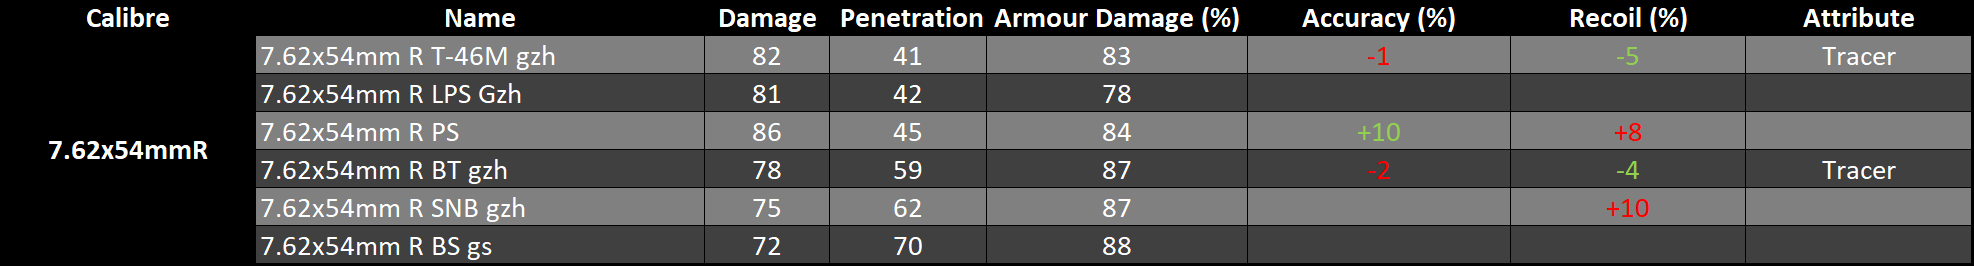 Calibre Name Damage Penetration Armour Damage (%) Accuracy (%) Recoil (%) Attribute
7.62x54mm R T-46M gzh 82 41 83 -1 -5 Tracer
7.62x54mm R LPS Gzh 81 42 78
7.62x54mm R PS 86 45 84 +10 +8
7.62x54mmR
7.62x54mm R BT gzh 78 59 87 -2 -4 Tracer
7.62x54mm R SNB gzh 75 62 87 +10
7.62x54mm R BS gs 72 70 88